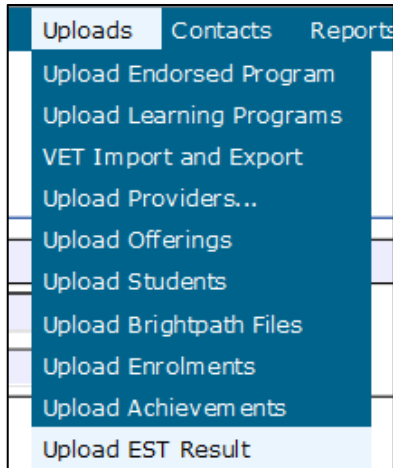 Uploads Contacts Reports
Upload Endorsed Program
Upload Learning Programs
VET Import and Export
Upload Providers...
Upload Offerings
Upload Students
Upload Brightpath Files
Upload Enrolments
Upload Achievements
Upload EST Result